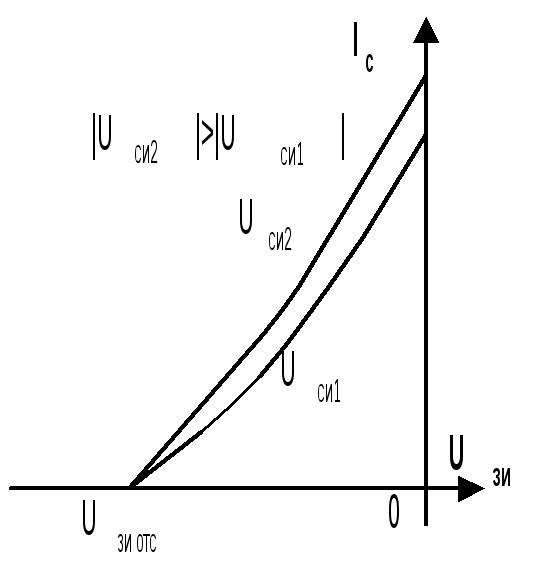 I с
|U си2 |>|U си1 |
U си2
U си1
U зи
0
U зи отс